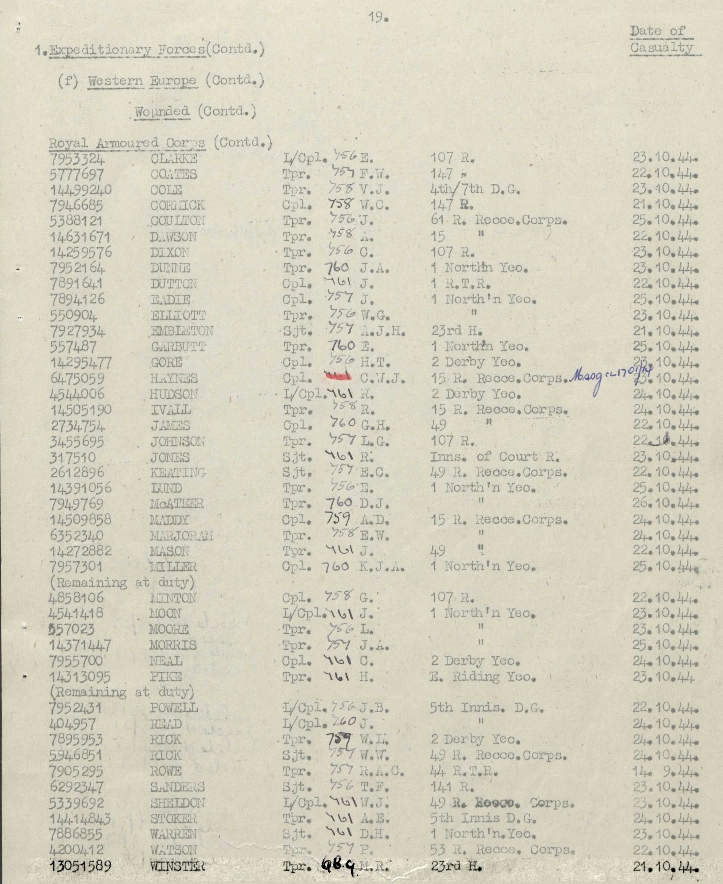 19.
Date of
Casualty
1. Expeditionary Forces(Contd.)
(f) Western Europe (Contd.)
Wounded (Contd.)
Royal Armoured Corps (Contd.)
7953324 CLARKE L/Cpl. 756 E. 107 R. 23.10.44.
5777697 COATES Tpr. 757 F.W. 147 " 22.10.44.
14499240 COLE Tpr. 758 V.J. 4th/7th D.G. 23.10.44.
7946685 CORMICK Cpl. 758 W.C. 147 R. 21.10.44.
5388121 COULTON Tpr. 756 J. 61 R. Recce.Corps. 25.10.44.
14631671 DAWSON Tpr. 758 A. 15 " 22.10.44.
14259576 DIXON Tpr. 756 C. 107 R. 23.10.44.
7952164 DUNNE Tpr. 760 J.A. 1 North'n Yeo. 23.10.44.
7891641 DUTTON Cpl. 761 J. 1 R.T.R. 22.10.44.
7894126 EADIE Cpl. 757 J. 1 North'n Yeo. 25.10.44.
550904 ELLIOTT Tpr. 756 W.G. " 23.10.44.
7927934 EMBLETON Sjt. 757 A.J.H. 23rd H. 21.10.44.
557487 GARBUTT Tpr. 760 E. 1 North'n Yeo. 25.10.44.
14295477 GORE Cpl. 756 H.T. 2 Derby Yeo. 10.44.
6475059 HAYNES Cpl. 761 C.V.J. 15 R. Recce.Corps. 10.44.
4544006 HUDSON L/Cpl. 761 R. 2 Derby Yeo. 24.10.44.
14505190 IVALL Tpr. 758 R. 15 R. Recce.Corps. 24.10.44.
2734754 JAMES Cpl. 760 G.H. 49 " 22.10.44.
3455695 JOHNSON Tpr. 757 L.G. 107 R. 22.10.44.
317510 JONES Sjt. 761 R. Inns. of Court R. 23.10.44.
2612896 KEATING Sjt. 757 E.C. 49 R. Recce.Corps. 22.10.44.
14391056 LUND Tpr. 756 E. 1 North'n Yeo. 25.10.44.
7949769 McATEER Tpr. 760 D.J. " 26.10.44.
14509858 MADDY Cpl. 759 A.D. 15 R. Recce.Corps. 24.10.44.
6352340 MARJORAM Tpr. 758 E.W. " 24.10.44.
14272882 MASON Tpr. 761 J. 49 " 22.10.44.
7957301 MILLER Cpl. 760 K.J.A. 1 North'n Yeo. 25.10.44.
(Remaining at duty)
4858106 MINTON Cpl. 758 G. 107 R. 22.10.44.
4541418 MOON L/Cpl. 761 J. 1 North'n Yeo. 23.10.44.
557023 MOORE Tpr. 756 L. " 23.10.44.
14371447 MORRIS Tpr. 757 J.A. " 25.10.44.
7955700 NEAL Cpl. 761 C. 2 Derby Yeo. 24.10.44.
14313095 PIKE Tpr. 761 H. E. Riding Yeo. 23.10.44
(Remaining at duty)
7952431 POWELL L/Cpl. 756 J.B. 5th Innis. D.G. 22.10.44.
404957 READ L/Cpl. 760 J. " 24.10.44.
7895953 RICK Tpr. 759 W.L. 2 Derby Yeo. 24.10.44.
5946851 RICK Sjt. 757 W.W. 49 R. Recce.Corps. 24.10.44.
7905295 ROWE Tpr. 757 R.A.C. 44 R.T.R. 14. 9.44.
6292347 SANDERS Sjt. 756 T.F. 141 R. 23.10.44.
5339692 SHELDON L/Cpl. 761 W.J. 49 R. Recce. Corps. 23.10.44.
14414843 STOKER Tpr. 761 A.E. 5th Innis D.G. 24.10.44.
7886855 WARREN Sjt. 761 D.H. 1 North'n.Yeo. 23.10.44.
4200412 WATSON Tpr. 757 P. 53 R. Recce. Corps. 22.10.44.
13051589 WINSTER Tpr. M.R. 23rd H. 21.10.44.